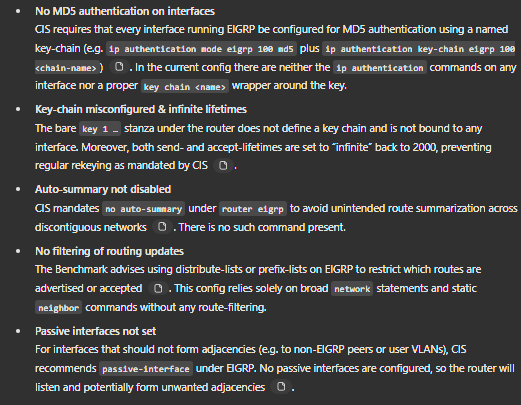 No MD5 authentication on interfaces
CIS requires that every interface running EIGRP be configured for MD5 authentication using a named
key-chain (e.g. ip authentication mode eigrp 100 md5 plus ip authentication key-chain eigrp 100
<chain-name>) . In the current config there are neither the ip authentication commands on any
interface nor a proper key chain <name> wrapper around the key.
Key-chain misconfigured & infinite lifetimes
The bare key 1 … stanza under the router does not define a key chain and is not bound to any
interface. Moreover, both send- and accept-lifetimes are set to "infinite" back to 2000, preventing
regular rekeying as mandated by CIS .
Auto-summary not disabled
CIS mandates no auto-summary under router eigrp to avoid unintended route summarization across
discontiguous networks . There is no such command present.
No filtering of routing updates
The Benchmark advises using distribute-lists or prefix-lists on EIGRP to restrict which routes are
advertised or accepted . This config relies solely on broad network statements and static
neighbor commands without any route-filtering.
Passive interfaces not set
For interfaces that should not form adjacencies (e.g. to non-EIGRP peers or user VLANs), CIS
recommends passive-interface under EIGRP. No passive interfaces are configured, so the router will
listen and potentially form unwanted adjacencies .